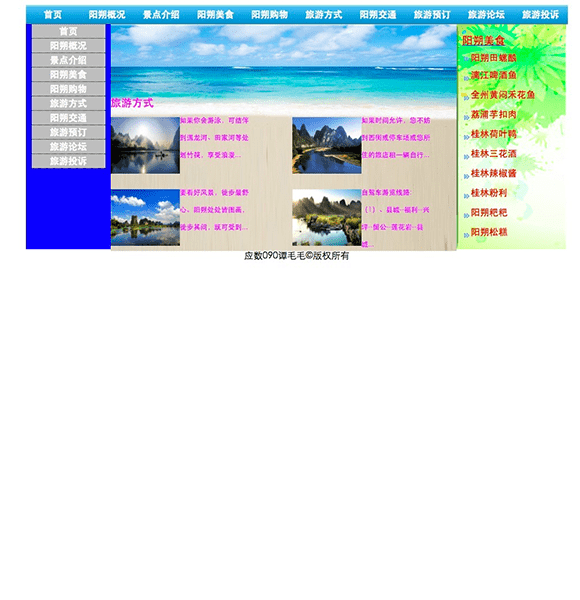 首页 阳朔概况 景点介绍 阳朔美食 阳朔购物 旅游方式 阳朔交通 旅游预订 旅游论坛 旅游投诉
首页
阳朔概况
景点介绍
阳朔美食
阳朔购物
旅游方式
阳朔交通
旅游预订
旅游论坛
旅游投诉
旅游方式
如果你会游泳，可结伴
到遇龙河、田家河等处
划竹筏，享受温漫...
如果时间允许，您不妨
到西街或停车场或您所
住的旅店租一辆自行...
要看好风景，徒步最舒
心。阳朔处处皆图画，
徒步其间，既可受到...
自驾车游览线路
（1）、县城--福利--兴
坪--留公--莲花岩--县
城...
阳朔美食
阳朔田螺酿
漓江啤酒鱼
全州黄闷禾花鱼
荔浦芋扣肉
桂林荷叶鸭
桂林三花酒
桂林辣椒酱
桂林粉利
阳朔粑粑
阳朔松糕
应数090谭毛毛©版权所有